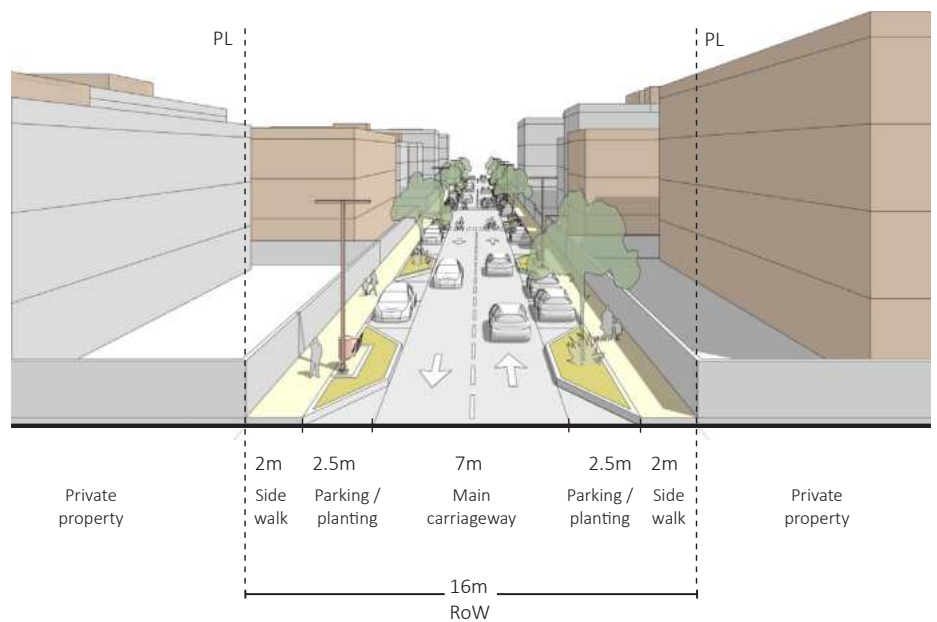 PL
PL
2m
2.5m
7m
2.5m
2m
Private
property
Side
walk
Parking /
planting
Main
carriageway
Parking /
planting
Side
walk
Private
property
16m
RoW